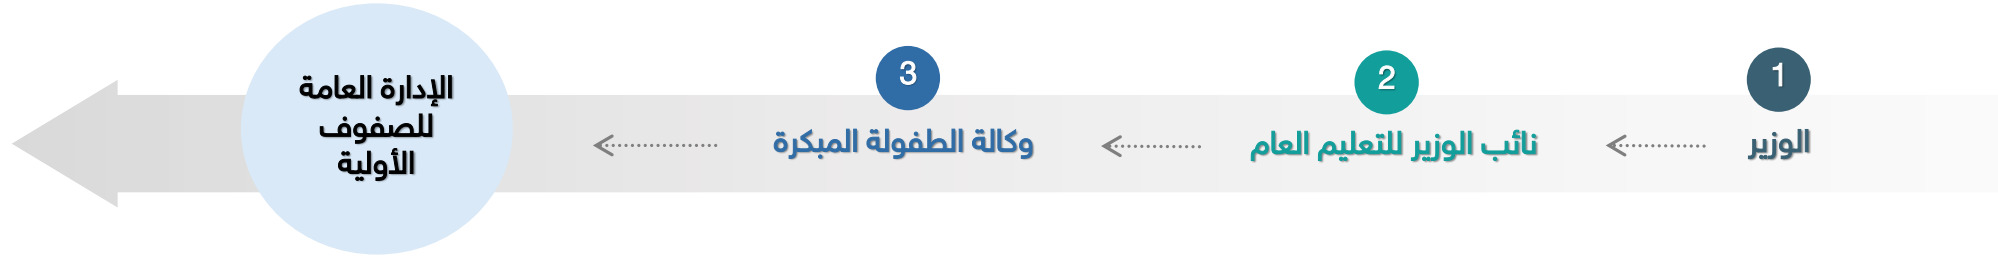 1
الوزير
2
نائب الوزير للتعليم العام
3
وكالة الطفولة المبكرة
الإدارة العامة
للصفوف
الأولية